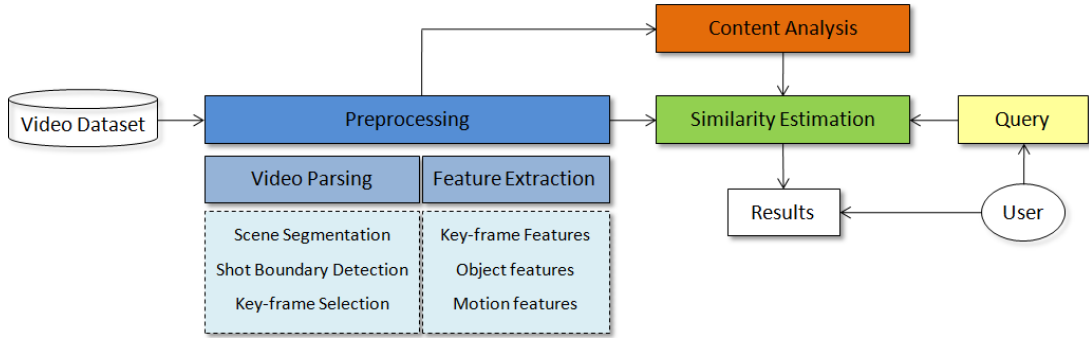 Content Analysis
Video Dataset
Preprocessing
Similarity Estimation
Query
Video Parsing
Feature Extraction
Results
User
Scene Segmentation
Shot Boundary Detection
Key-frame Selection
Key-frame Features
Object features
Motion features